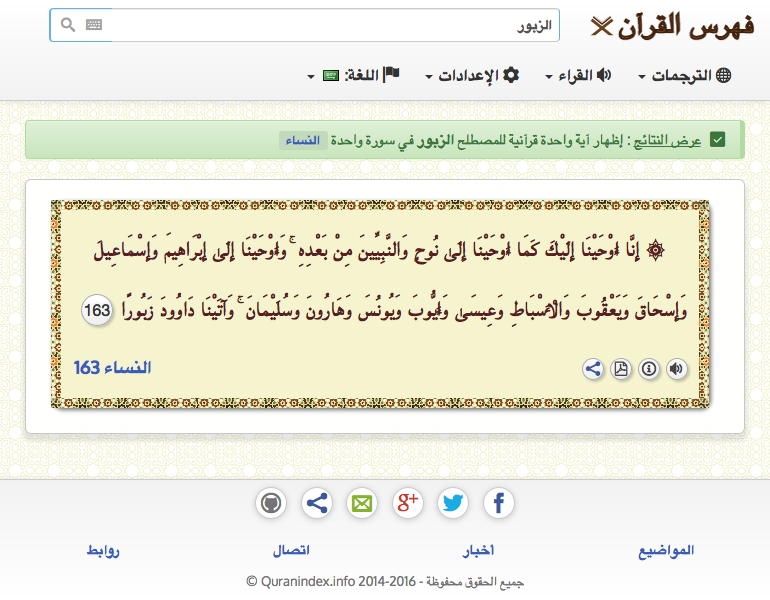 فهرس القرآن
الزبور
الترجمات
القراء
الإعدادات
اللغة:
عرض النتائج : إظهار آية واحدة قرآنية للمصطلح الزبور في سورة واحدة النساء
۞ إِنَّا أَوْحَيْنَا إِلَيْكَ كَمَا أَوْحَيْنَا إِلَىٰ نُوحٍ وَالنَّبِيِّينَ مِنْ بَعْدِهِ ۚ وَأَوْحَيْنَا إِلَىٰ إِبْرَاهِيمَ وَإِسْمَاعِيلَ
وَإِسْحَاقَ وَيَعْقُوبَ وَالْأَسْبَاطِ وَعِيسَىٰ وَأَيُّوبَ وَيُونُسَ وَهَارُونَ وَسُلَيْمَانَ ۚ وَآتَيْنَا دَاوُودَ زَبُورًا 163
النساء 163
g+
المواضيع
أخبار
اتصال
روابط
جميع الحقوق محفوظة - Quranindex.info 2014-2016 ©